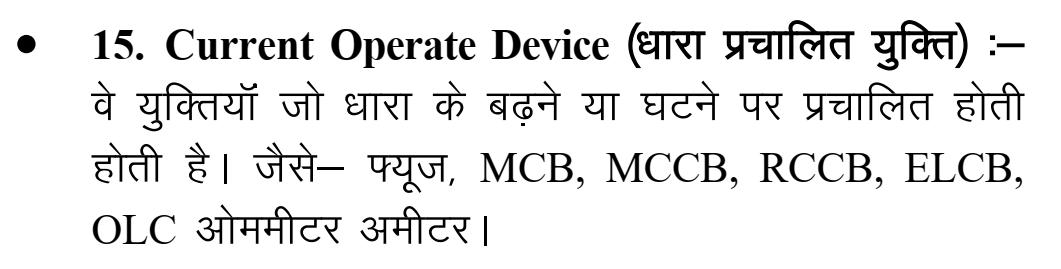 • 15. Current Operate Device (धारा प्रचालित युक्ति) :–
वे युक्तियॉं जो धारा के बढ़ने या घटने पर प्रचालित होती
होती है। जैसे– फ्यूज, MCB, MCCB, RCCB, ELCB,
OLC ओममीटर अमीटर।